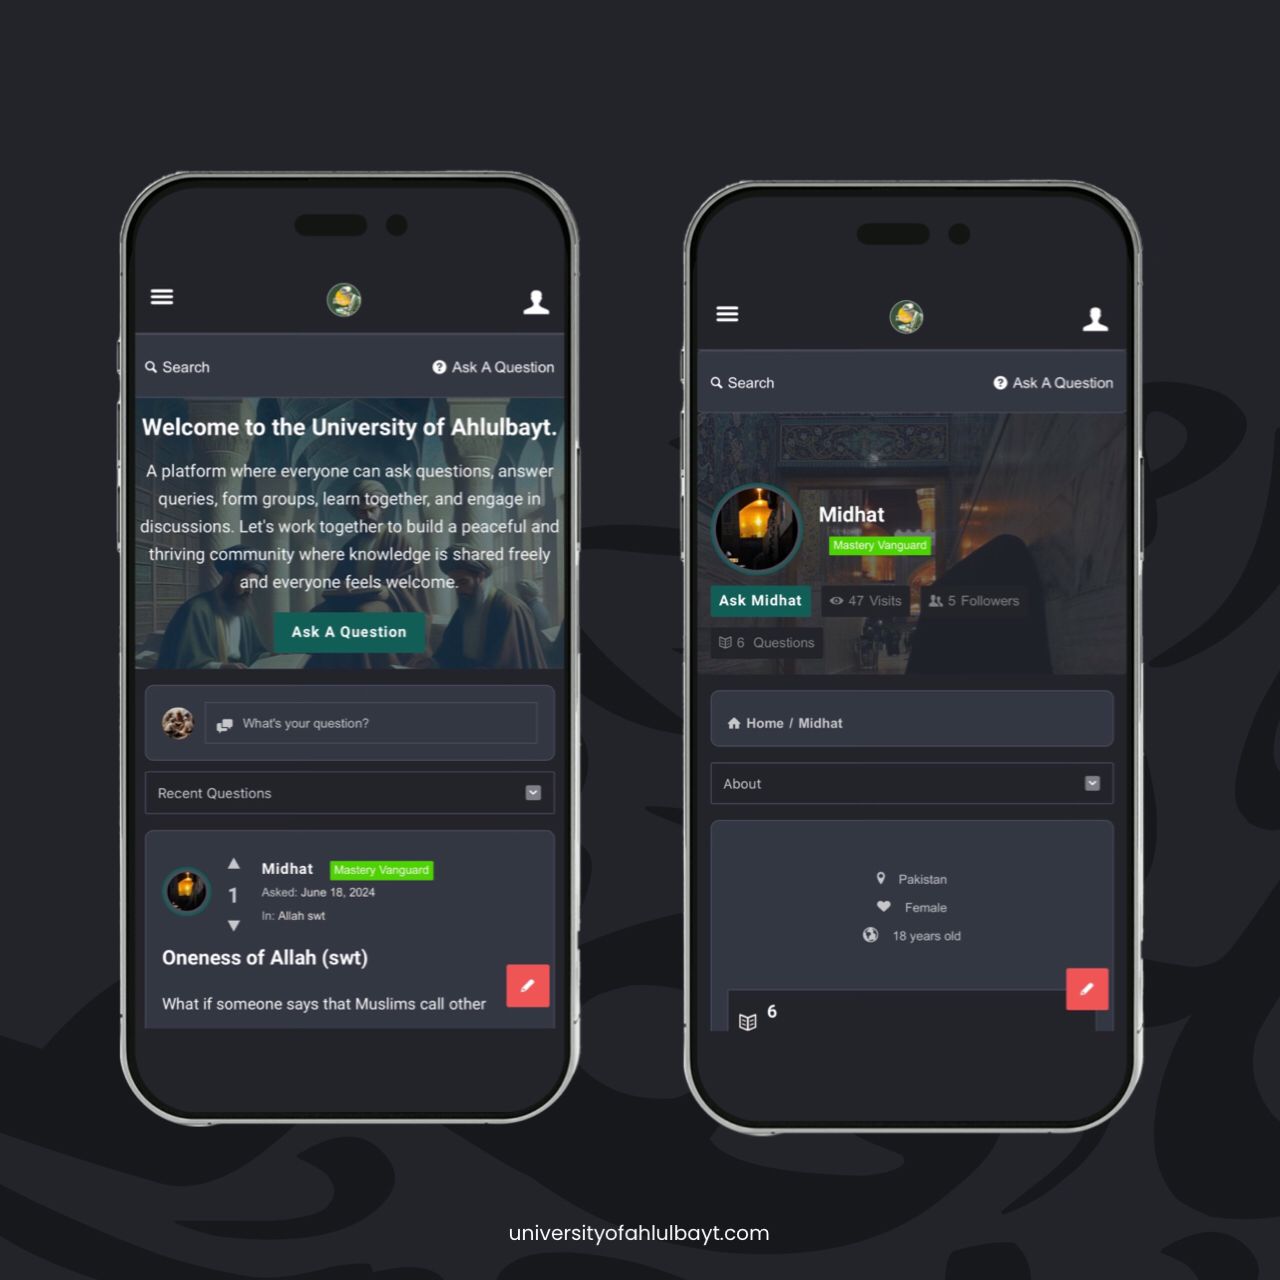 Search
Ask A Question
Welcome to the University of Ahlulbayt.
A platform where everyone can ask questions, answer
queries, form groups, learn together, and engage in
discussions. Let's work together to build a peaceful and
thriving community where knowledge is shared freely
and everyone feels welcome.
Ask A Question
What's your question?
Recent Questions
1
Midhat Mastery Vanguard
Asked: June 18, 2024
In: Allah swt
Oneness of Allah (swt)
What if someone says that Muslims call other
Search
Ask A Question
Midhat
Mastery Vanguard
Ask Midhat 47 Visits 5 Followers
6 Questions
Home / Midhat
About
Pakistan
Female
18 years old
6
universityofahlulbayt.com